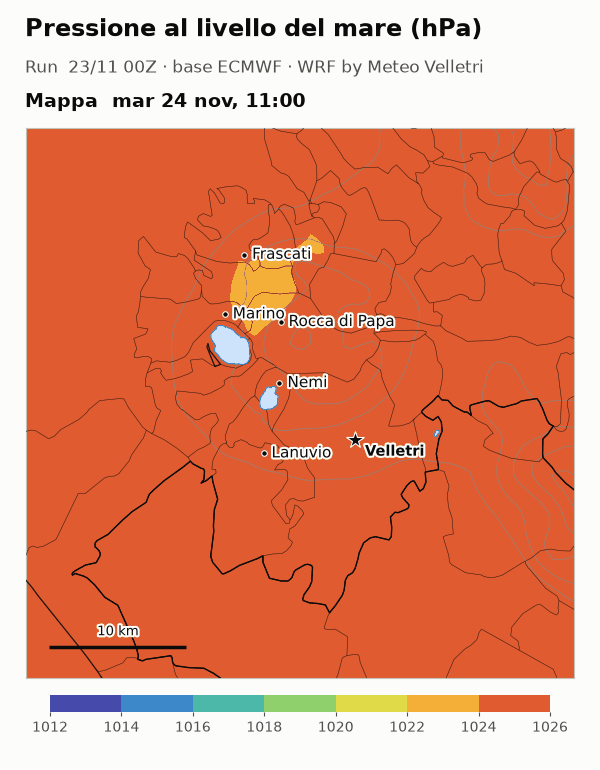 Pressione al livello del mare (hPa)
Run  23/11 00Z · base ECMWF · WRF by Meteo Velletri
Mappa  mar 24 nov, 11:00
Frascati
Marino
Rocca di Papa
Nemi
Velletri
Lanuvio
10 km
1012 1014 1016 1018 1020 1022 1024 1026